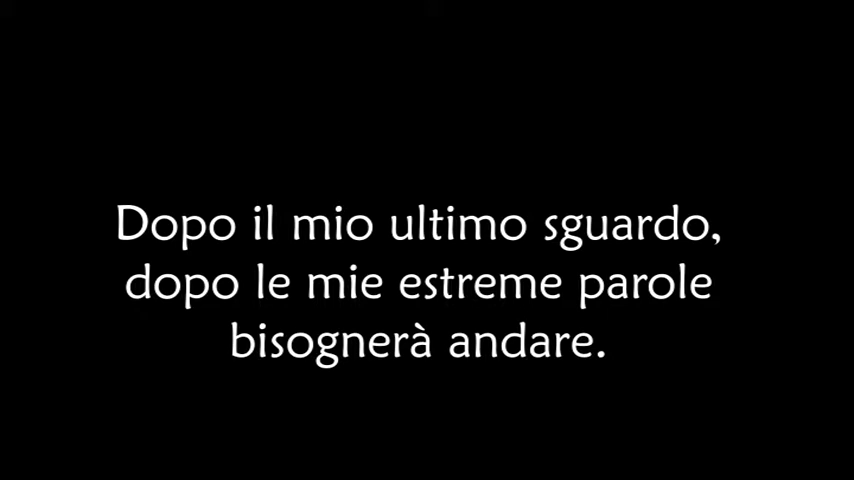 Dopo il mio ultimo sguardo,
dopo le mie estreme parole
bisognerà andare.